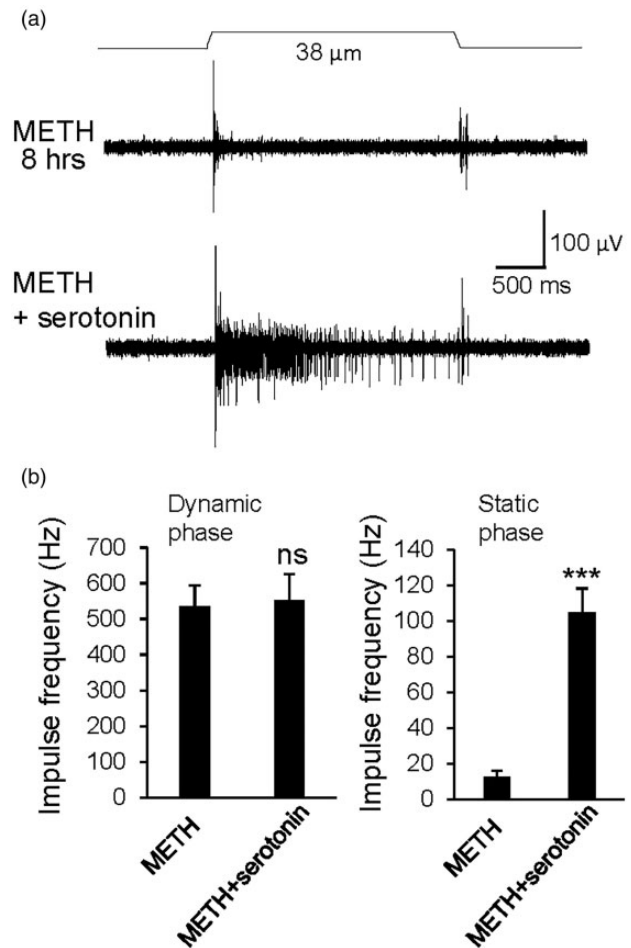 (a)
38 μm
METH
8 hrs
100 μV
500 ms
METH
+ serotonin
(b)
Dynamic
phase
Impulse frequency (Hz)
700
600
500
400
300
200
100
0
ns
METH
METH+serotonin
Static
phase
Impulse frequency (Hz)
140
120
100
80
60
40
20
0
***
METH
METH+serotonin